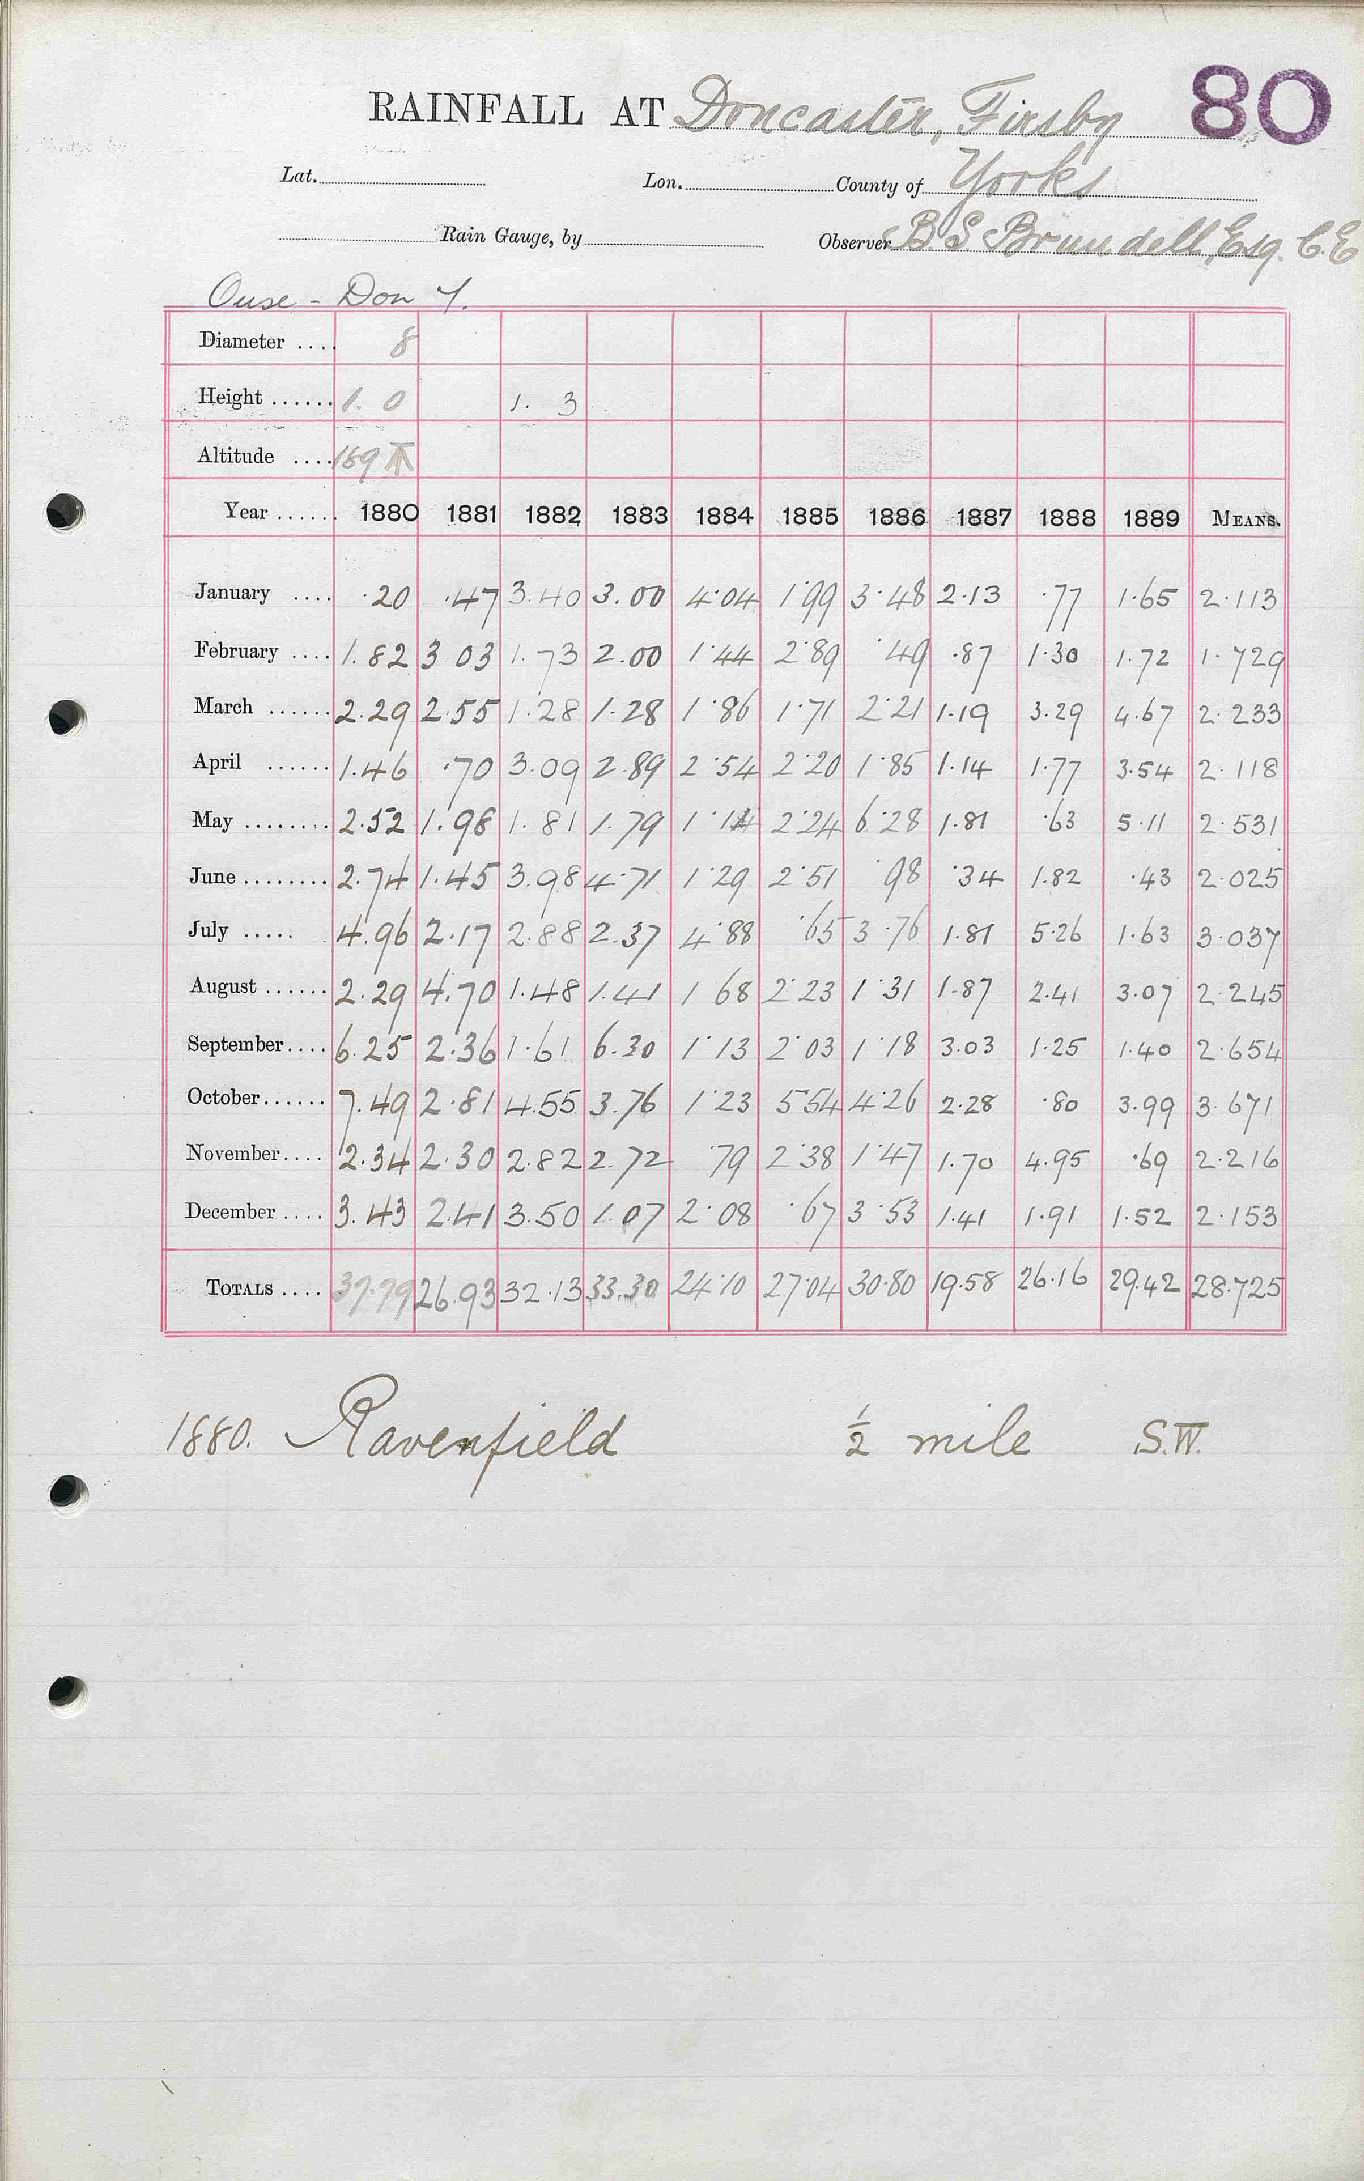 RAINFALL AT Doncaster, Firsby 80
Lat. Lon. County of Yorks
Rain Gauge, by Observer B.S. Brundell, Esq. C.E
Ouse - Don Y.
Diameter .... 8
Height ...... 1. 0 1. 3
Altitude .... 169
Year ...... 1880 1881 1882 1883 1884 1885 1886 1887 1888 1889 MEANS.
January .... .20 .47 3.40 3.00 4.04 1.99 3.48 2.13 .77 1.65 2.113
February .... 1.82 3 03 1.73 2.00 1.44 2.89 .49 .87 1.30 1.72 1.729
March ...... 2.29 2.55 1.28 1.28 1.86 1.71 2.21 1.19 3.29 4.67 2.233
April ...... 1.46 .70 3.09 2.89 2.54 2.20 1.85 1.14 1.77 3.54 2.118
May ........ 2.52 1.98 1.81 1.79 1.14 2.24 6.28 1.81 .63 5.11 2.531
June ........ 2.74 1.45 3.98 4.71 1.29 2.51 .98 .34 1.82 .43 2.025
July ..... 4.96 2.17 2.88 2.37 4.88 .65 3.76 1.81 5.26 1.63 3.037
August ...... 2.29 4.70 1.48 1.41 1 68 2.23 1.31 1.87 2.41 3.07 2.245
September.... 6.25 2.36 1.61 6.30 1.13 2.03 1.18 3.03 1.25 1.40 2.654
October...... 7.49 2.81 4.55 3.76 1.23 5.54 4.26 2.28 .80 3.99 3.671
November.... 2.34 2.30 2.82 2.72 .79 2.38 1.47 1.70 4.95 .69 2.216
December .... 3.43 2.41 3.50 1.07 2.08 .67 3.53 1.41 1.91 1.52 2.153
TOTALS .... 37.79 26.93 32.13 33.30 24.10 27.04 30.80 19.58 26.16 29.42 28.725
1880. Ravenfield 1/2 mile S.W.